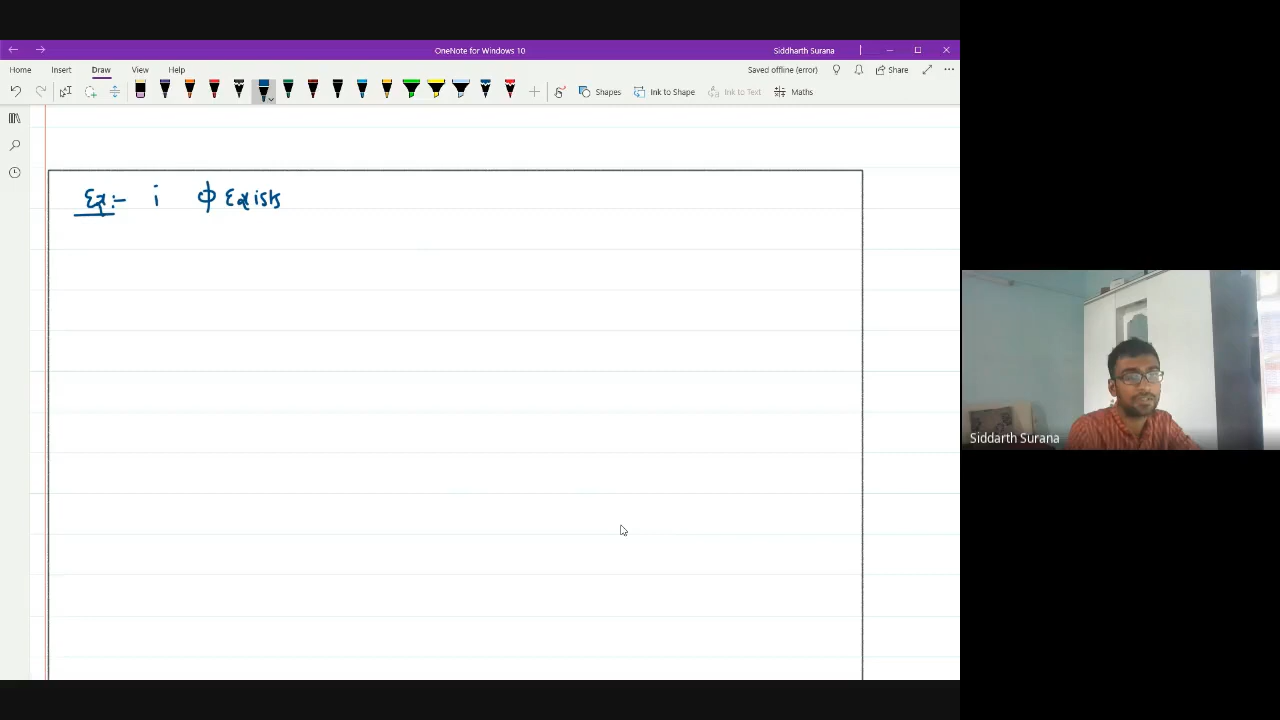 OneNote for Windows 10
Siddharth Surana
Home Insert Draw View Help
Saved offline (error)
Share
Shapes
Ink to Shape
Ink to Text
Maths
Ex:- i ϕ Exists
Siddarth Surana